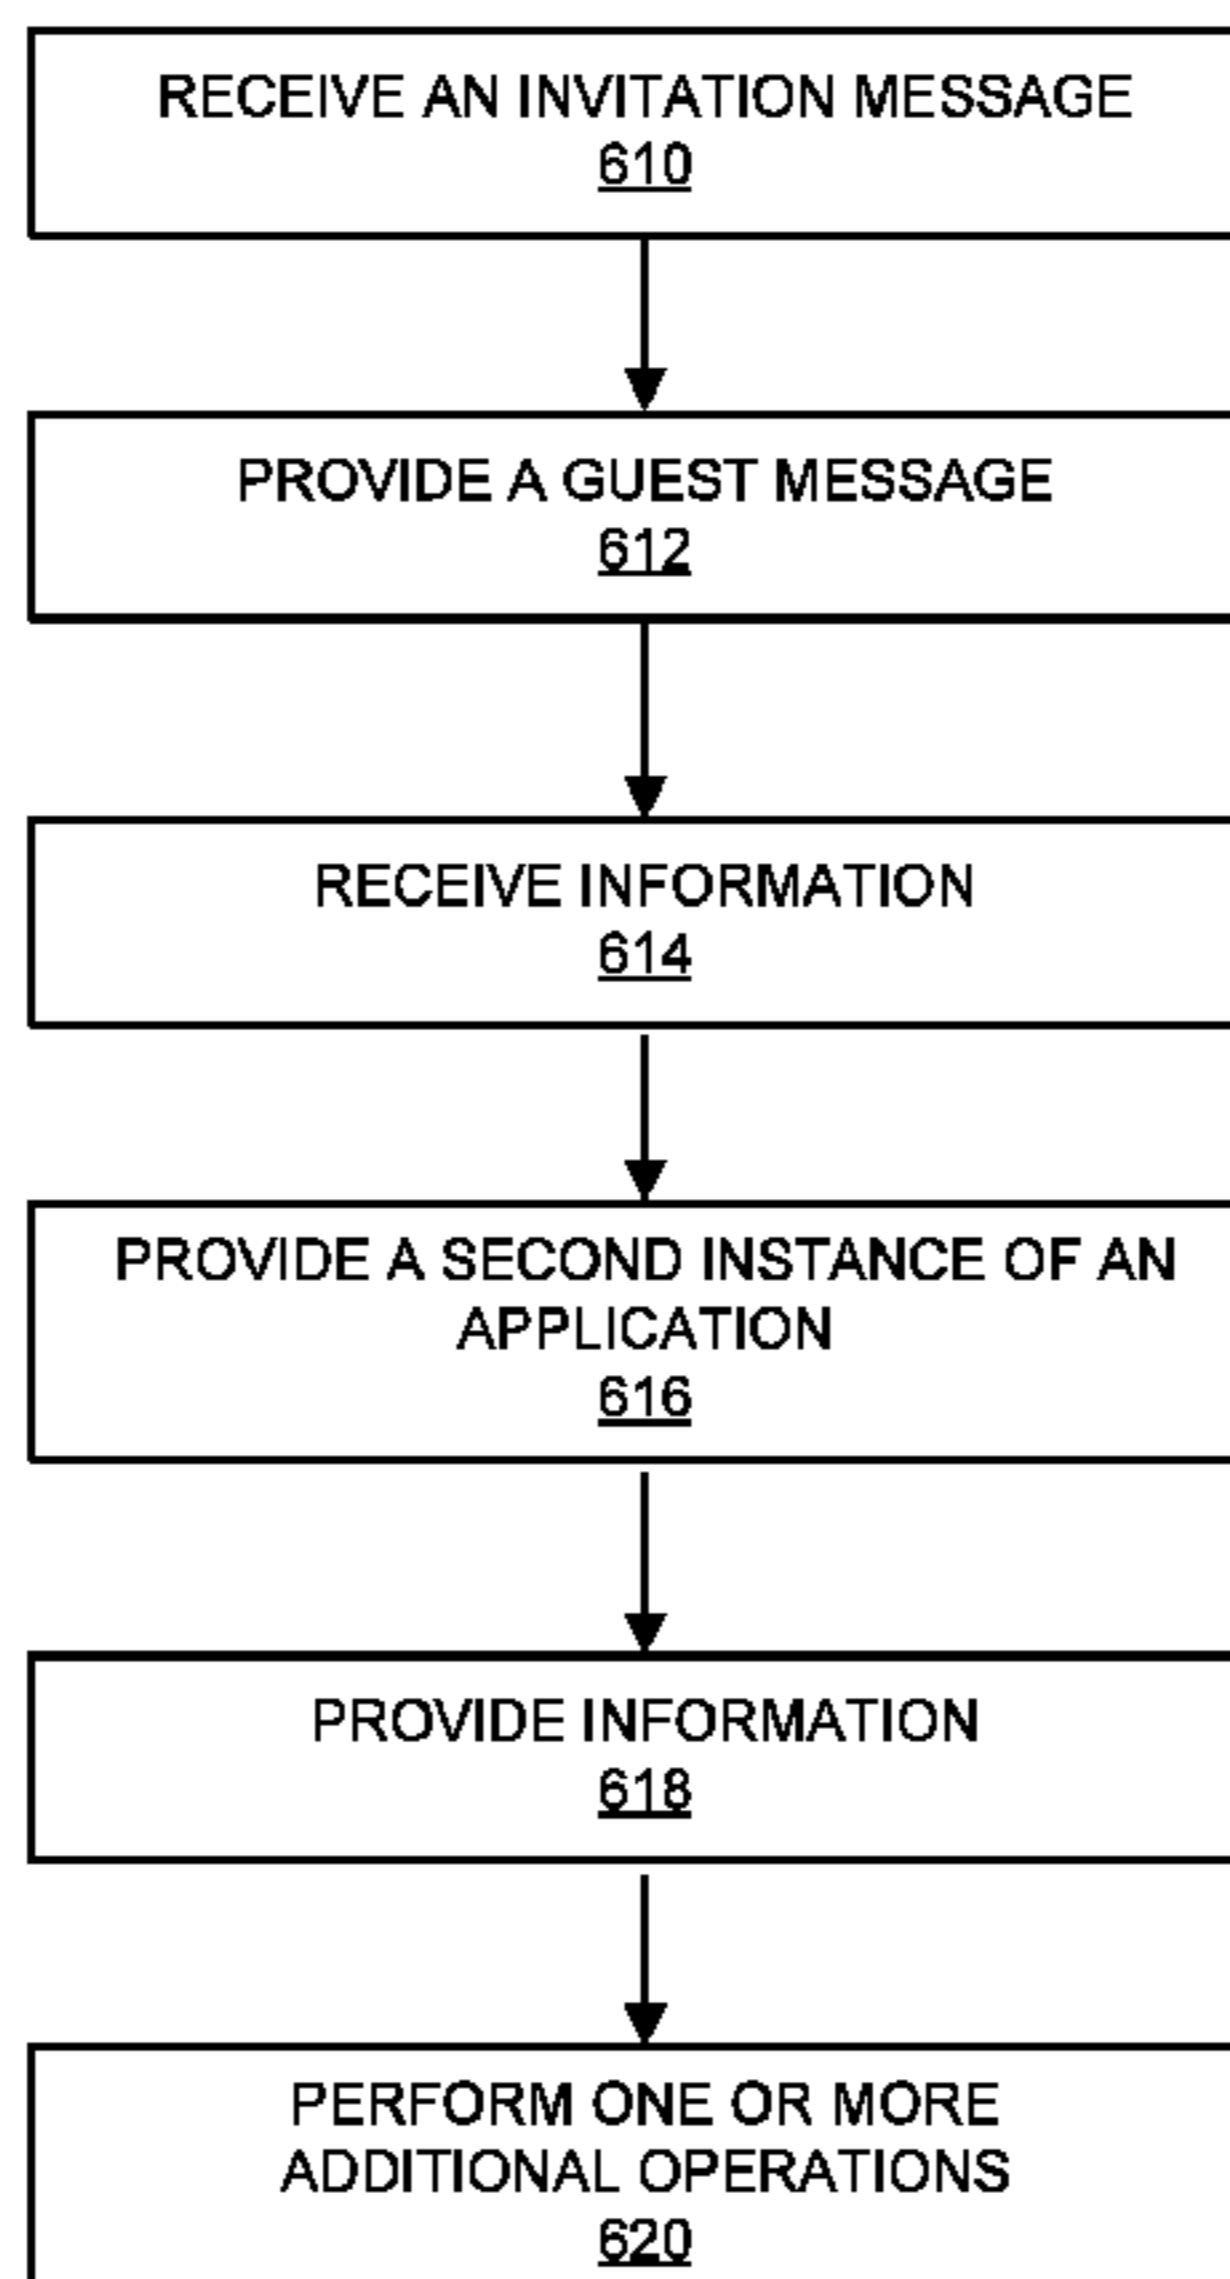 RECEIVE AN INVITATION MESSAGE
610
PROVIDE A GUEST MESSAGE
612
RECEIVE INFORMATION
614
PROVIDE A SECOND INSTANCE OF AN
APPLICATION
616
PROVIDE INFORMATION
618
PERFORM ONE OR MORE
ADDITIONAL OPERATIONS
620